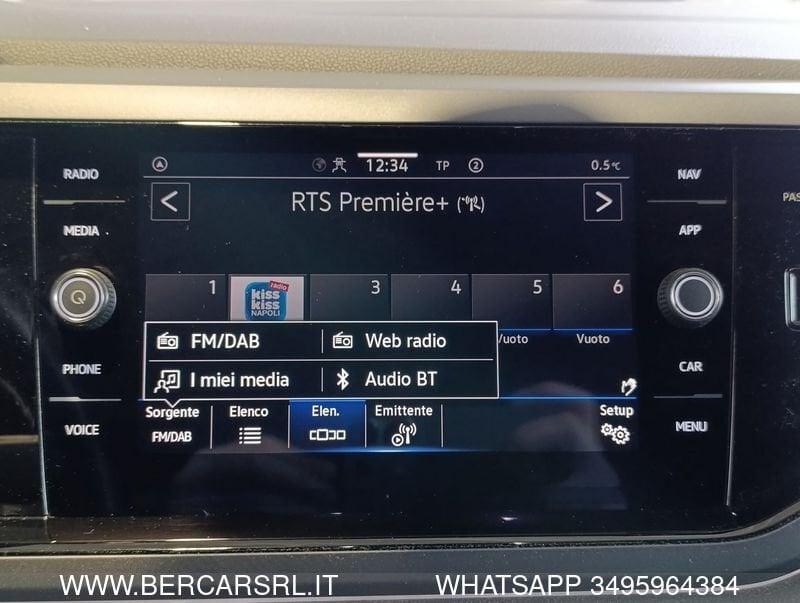 RADIO
MEDIA
PHONE
VOICE
12:34 TP 2 0.5°C
RTS Première+
1 3 4 5 6
radio
kiss
kiss
NAPOLI
Vuoto
FM/DAB Web radio
I miei media Audio BT
Sorgente Elenco Elen. Emittente Setup
FM/DAB
NAV
APP
CAR
MENU
WWW.BERCARSRL.IT WHATSAPP 3495964384